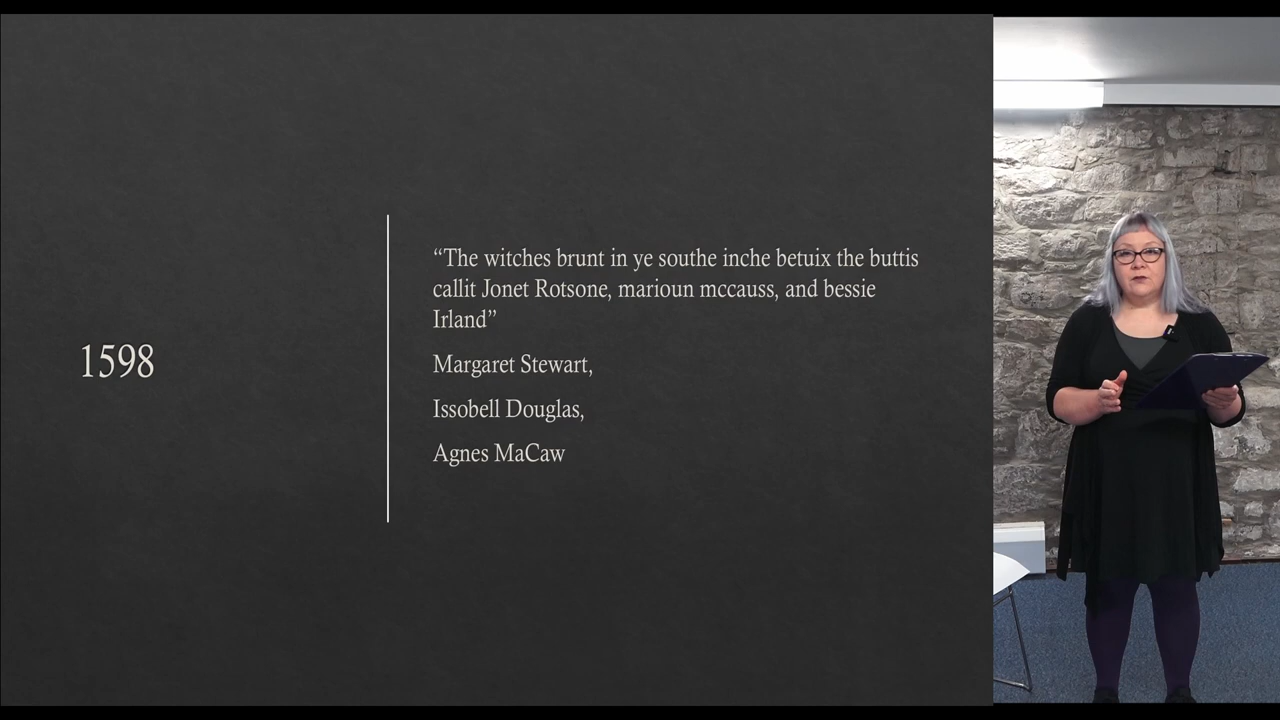 1598
“The witches brunt in ye southe inche betuix the buttis
callit Jonet Rotsone, marioun mccauss, and bessie
Irland”
Margaret Stewart,
Issobell Douglas,
Agnes MaCaw